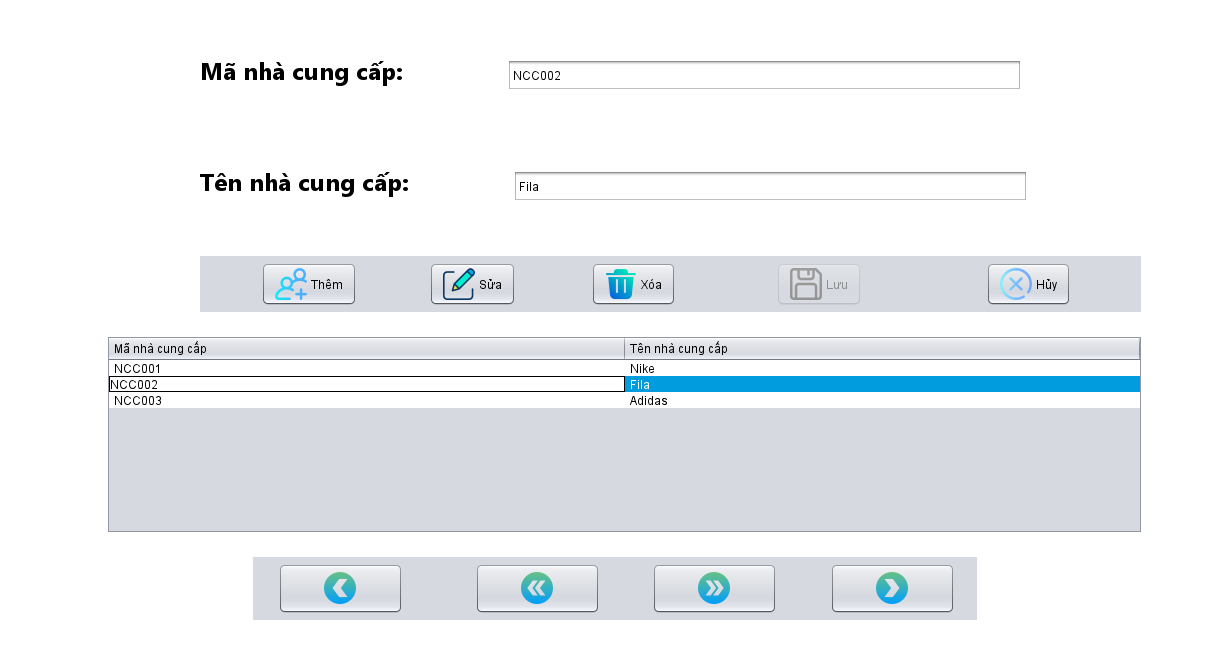 Mã nhà cung cấp:
NCC002
Tên nhà cung cấp:
Fila
Thêm
Sửa
Xóa
Lưu
Hủy
Mã nhà cung cấp Tên nhà cung cấp
NCC001 Nike
NCC002 Fila
NCC003 Adidas